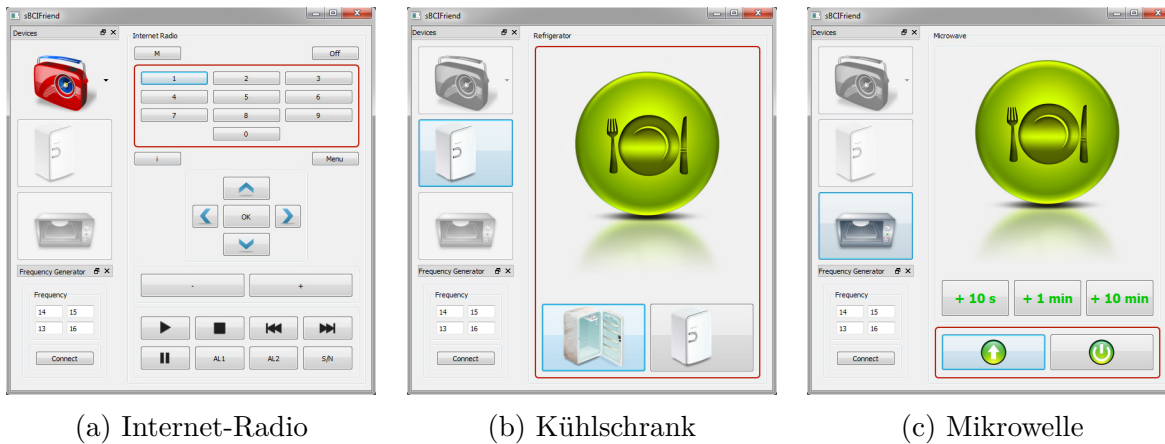 sBCIFriend
Devices
Internet Radio
M
Off
1 2 3
4 5 6
7 8 9
0
i
Menu
OK
- +
AL1 AL2 S/N
Frequency Generator
Frequency
14 15
13 16
Connect
(a) Internet-Radio
sBCIFriend
Devices
Refrigerator
Frequency Generator
Frequency
14 15
13 16
Connect
(b) Kühlschrank
sBCIFriend
Devices
Microwave
+ 10 s + 1 min + 10 min
Frequency Generator
Frequency
14 15
13 16
Connect
(c) Mikrowelle